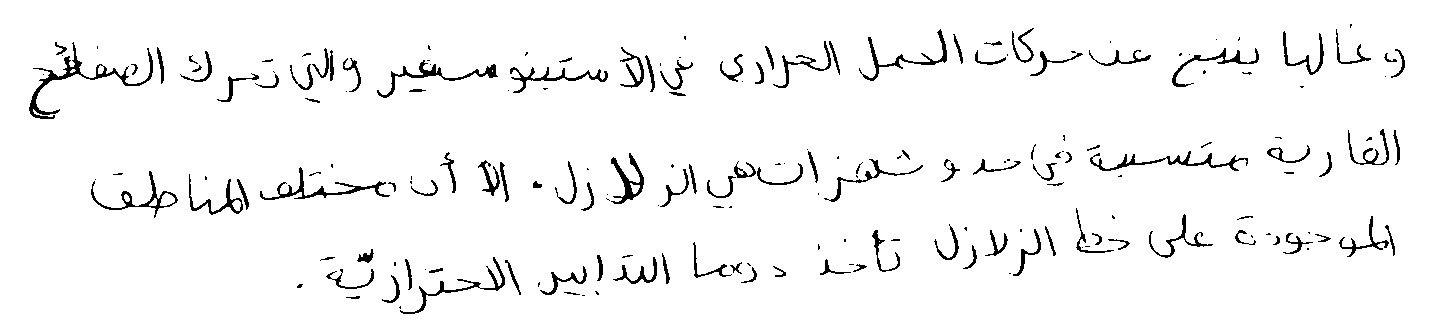 وغالبا ينتج عن حركات الحمل الحراري في الأستينوسفير والتي تحرك الصفائح
القارية متسببة في حدوث هزات هي الزلازل. الا أن مختلف المناطق
الموجودة على خط الزلازل تأخذ دوما التدابير الاحترازيّة.